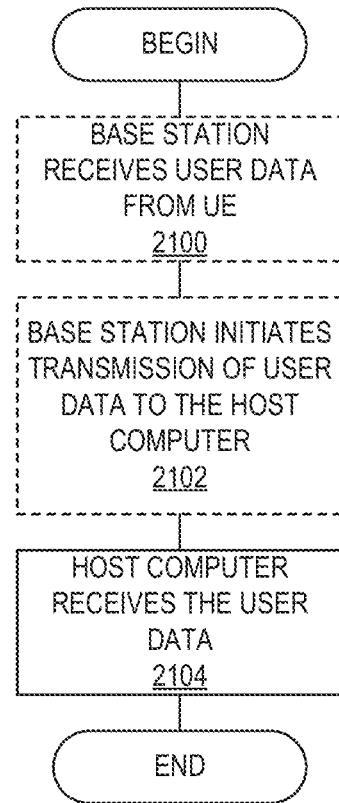 BEGIN
BASE STATION
RECEIVES USER DATA
FROM UE
2100
BASE STATION INITIATES
TRANSMISSION OF USER
DATA TO THE HOST
COMPUTER
2102
HOST COMPUTER
RECEIVES THE USER
DATA
2104
END